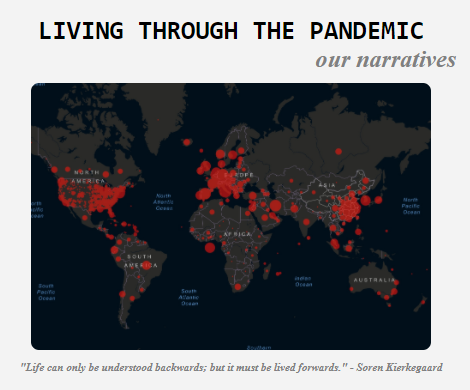 LIVING THROUGH THE PANDEMIC
our narratives
NORTH
AMERICA
EUROPE
ASIA
North
Atlantic
Ocean
North
Pacific
Ocean
AFRICA
SOUTH
AMERICA
Indian
Ocean
AUSTRALIA
South
Pacific
Ocean
South
Atlantic
Ocean
Southern
"Life can only be understood backwards; but it must be lived forwards." - Soren Kierkegaard